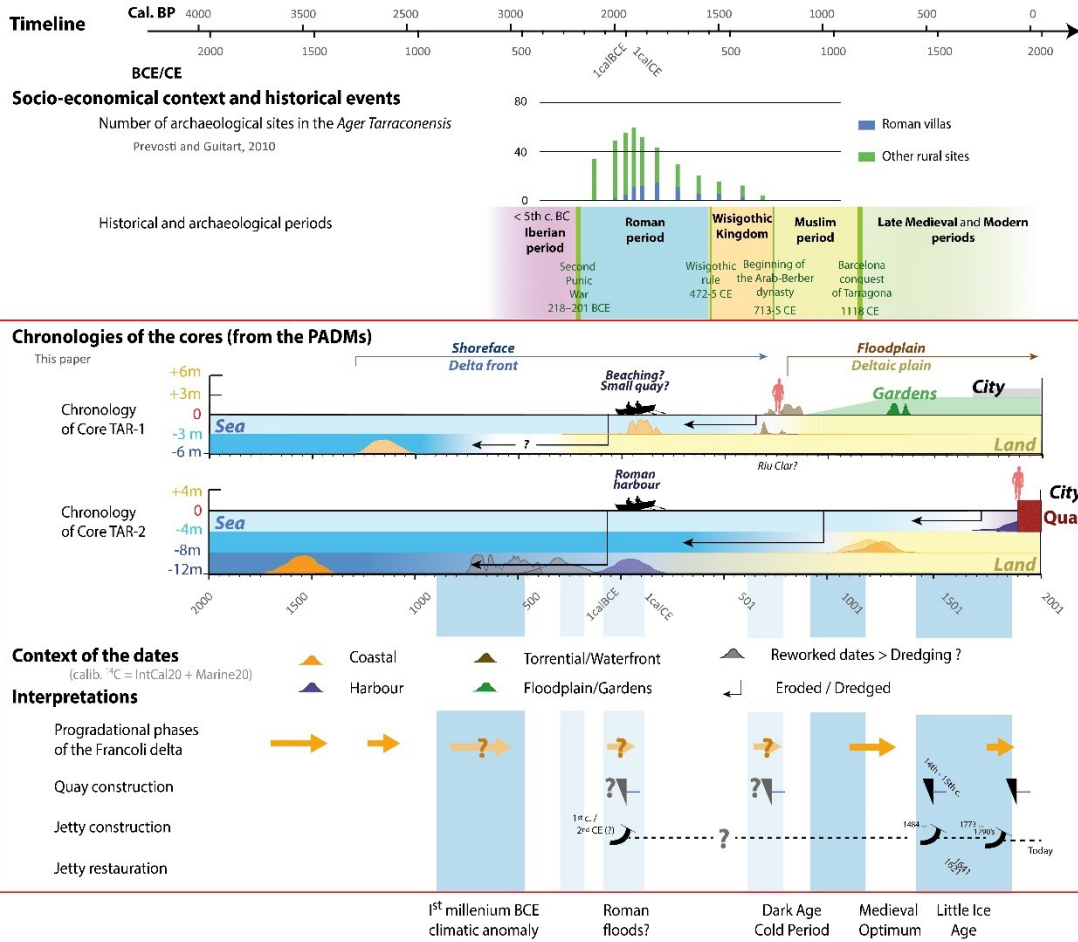 Timeline
Cal. BP
4000 3500 3000 2500 2000 1500 1000 500 0
2000 1500 1000 500 1calBCE 1calCE 500 1000 1500 2000
BCE/CE
Socio-economical context and historical events
Number of archaeological sites in the Ager Tarraconensis
Prevosti and Guitart, 2010
80
40
0
Roman villas
Other rural sites
Historical and archaeological periods
< 5th c. BC
Iberian
period
Roman
period
Wisigothic
Kingdom
Muslim
period
Late Medieval and Modern
periods
Second
Punic
War
218–201 BCE
Wisigothic
rule
472-5 CE
Beginning of
the Arab-Berber
dynasty
713-5 CE
Barcelona
conquest
of Tarragona
1118 CE
Chronologies of the cores (from the PADMs)
This paper
Shoreface
Delta front
Floodplain
Deltaic plain
Chronology
of Core TAR-1
+6m
+3m
0
-3 m
-6 m
Sea
Beaching?
Small quay?
?
Gardens
City
Land
Riu Clar?
Chronology
of Core TAR-2
+4m
0
-4m
-8m
-12m
Sea
Roman
harbour
City
Qua
Land
2000 1500 1000 500 1calBCE 1calCE 501 1001 1501 2001
Context of the dates
(calib. 14C = IntCal20 + Marine20)
Coastal
Harbour
Torrential/Waterfront
Floodplain/Gardens
Reworked dates > Dredging ?
Eroded / Dredged
Interpretations
Progradational phases
of the Francoli delta
? ? ?
Quay construction
? ?
14th - 15th c.
Jetty construction
1st c. /
2nd CE (?)
?
1484 ...
1773 ...
1790's
Today
Jetty restauration
1621
1641
Ist millenium BCE
climatic anomaly
Roman
floods?
Dark Age
Cold Period
Medieval
Optimum
Little Ice
Age